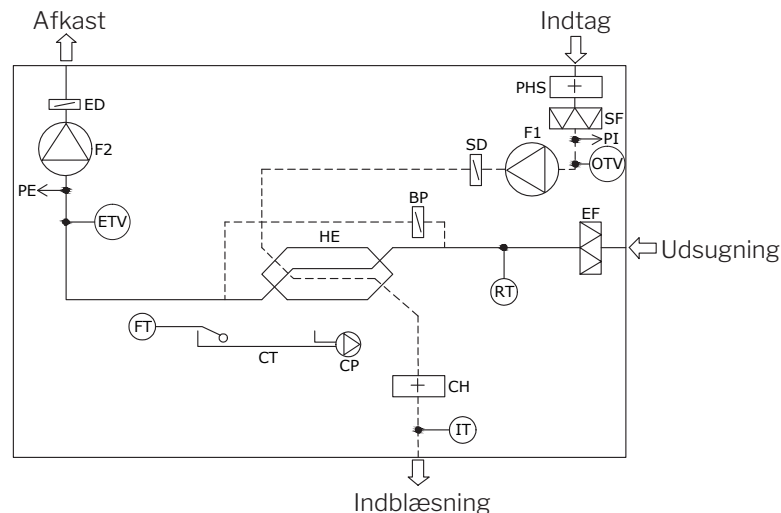 Afkast
Indtag
PHS
ED
SF
F1
PI
SD
F2
OTV
PE
BP
EF
ETV
HE
Udsugning
RT
FT
CT
CP
CH
IT
Indblæsning